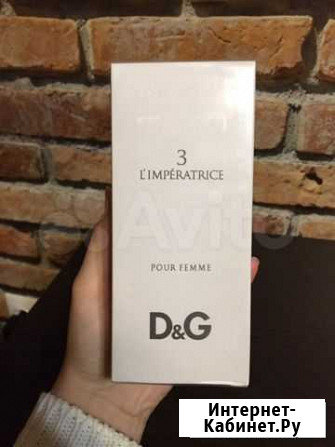 3
L'IMPÉRATRICE
Avito
POUR FEMME
D&G
Интернет-
Кабинет.Ру